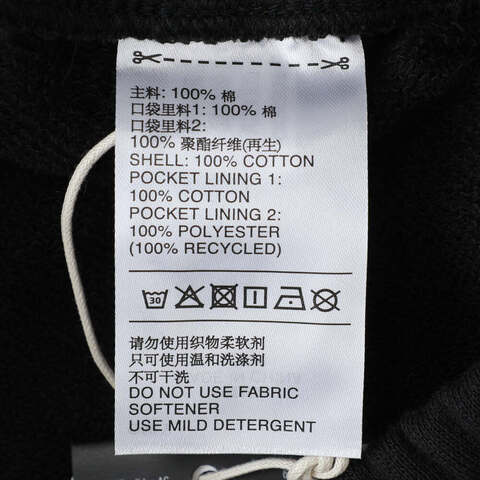 主料: 100% 棉
口袋里料1: 100% 棉
口袋里料2:
100% 聚酯纤维(再生)
SHELL: 100% COTTON
POCKET LINING 1:
100% COTTON
POCKET LINING 2:
100% POLYESTER
(100% RECYCLED)
30
请勿使用织物柔软剂
只可使用温和洗涤剂
不可干洗
DO NOT USE FABRIC
SOFTENER
USE MILD DETERGENT